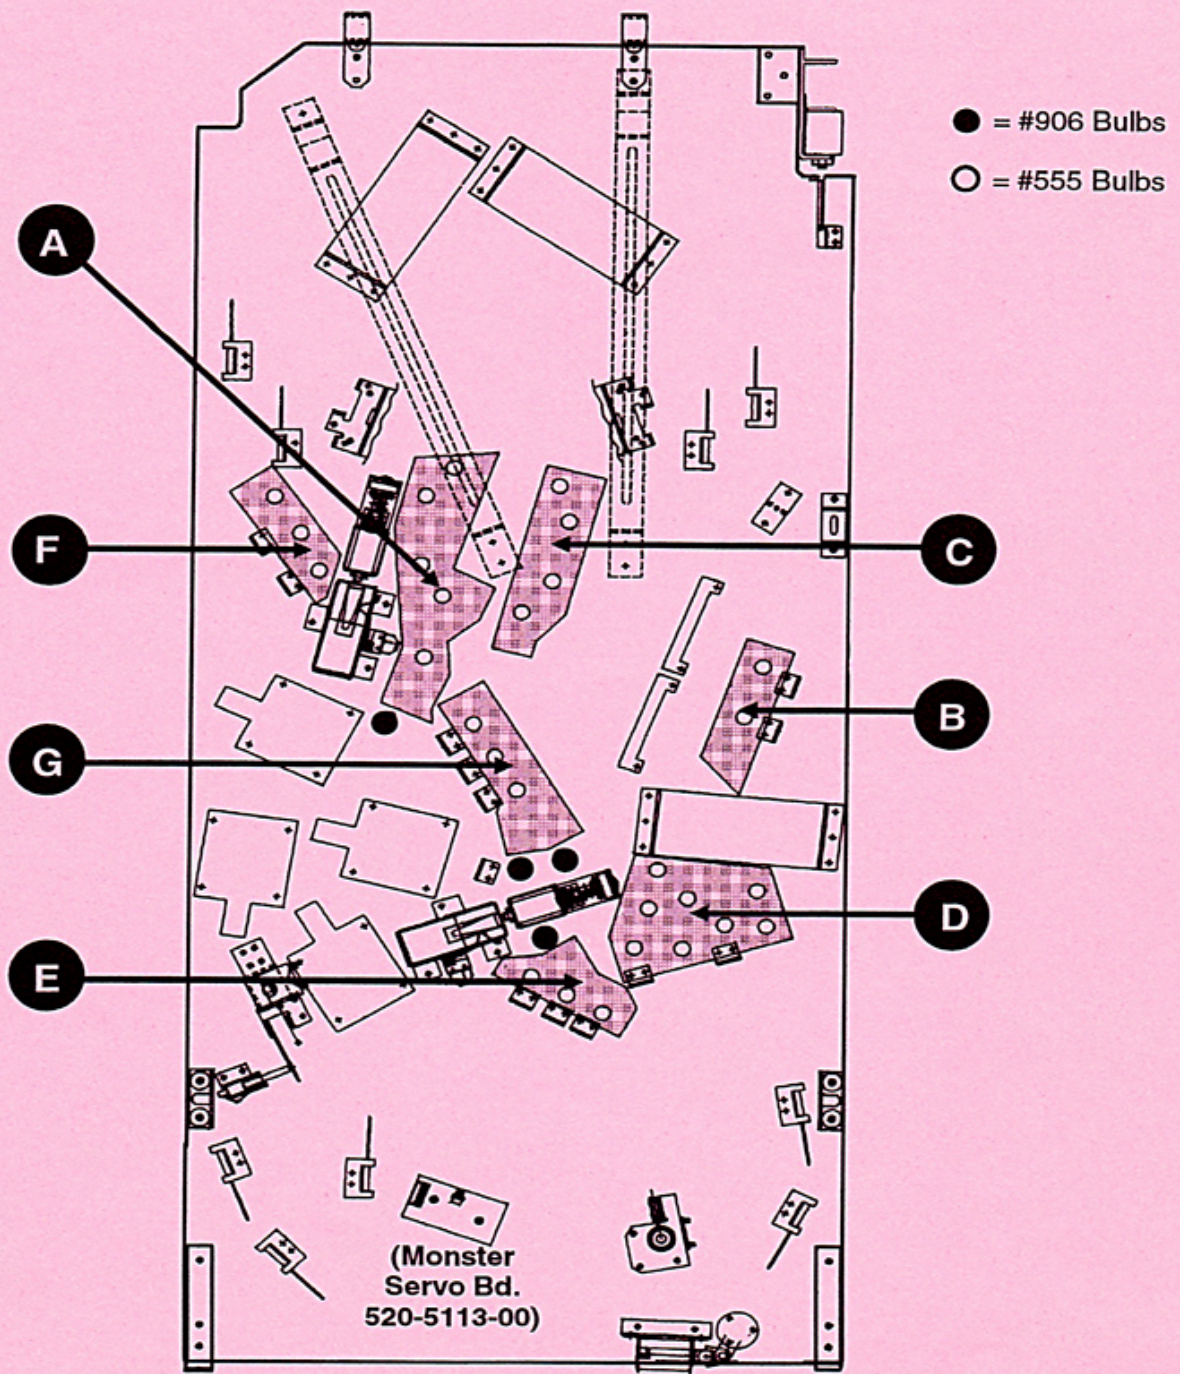 = #906 Bulbs
= #555 Bulbs
A
F
C
B
G
D
E
(Monster
Servo Bd.
520-5113-00)